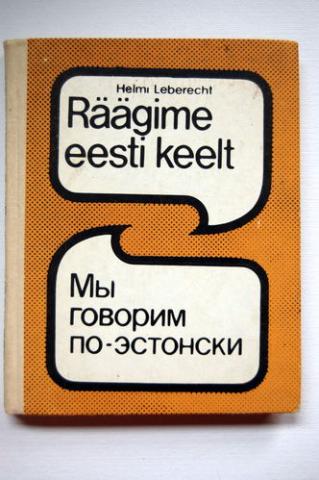 Helmi Leberecht
Räägime
eesti keelt
Мы
говорим
по-эстонски